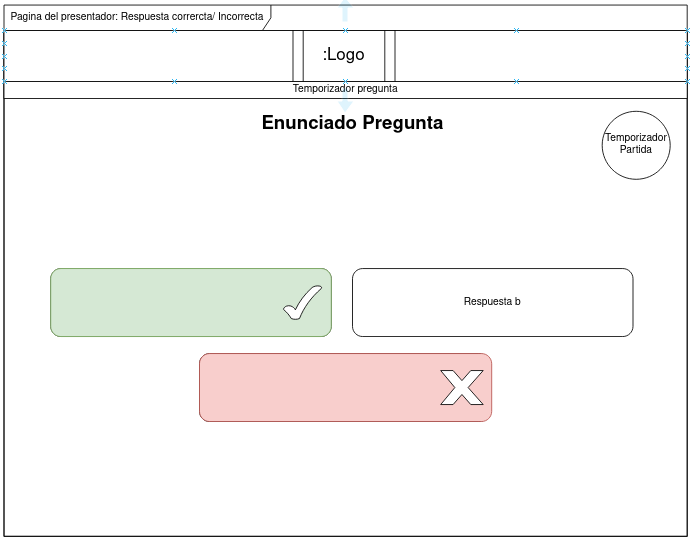 Pagina del presentador: Respuesta corrercta/ Incorrecta
:Logo
Temporizador pregunta
Enunciado Pregunta
Temporizador
Partida
Respuesta b